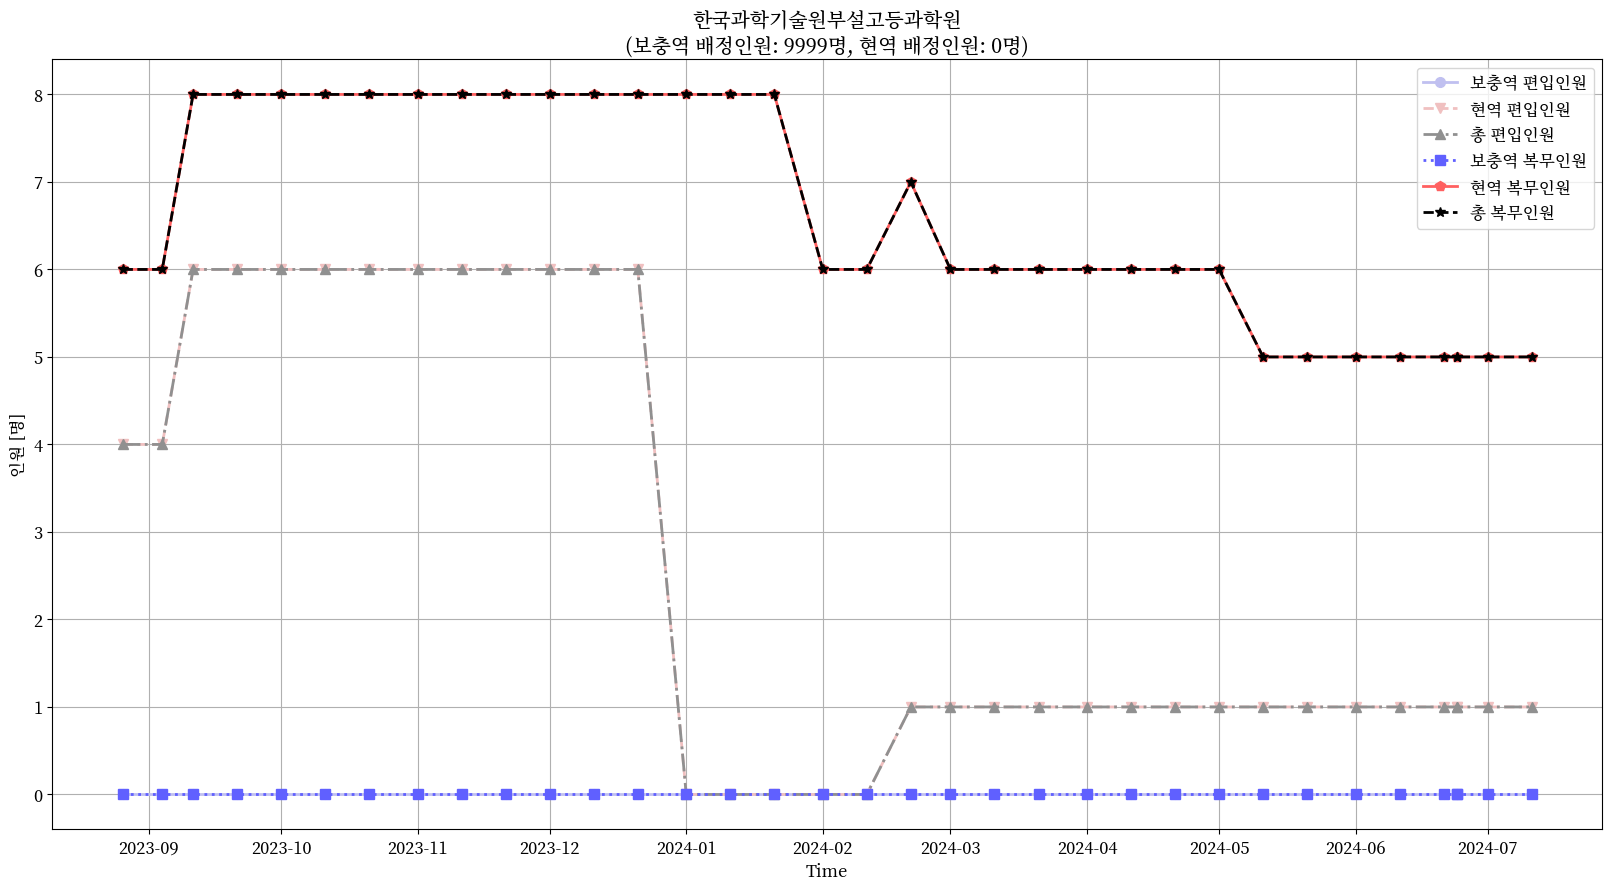 한국과학기술원부설고등과학원
(보충역 배정인원: 9999명, 현역 배정인원: 0명)
보충역 편입인원
현역 편입인원
총 편입인원
보충역 복무인원
현역 복무인원
총 복무인원
인원 [명]
8
7
6
5
4
3
2
1
0
2023-09 2023-10 2023-11 2023-12 2024-01 2024-02 2024-03 2024-04 2024-05 2024-06 2024-07
Time